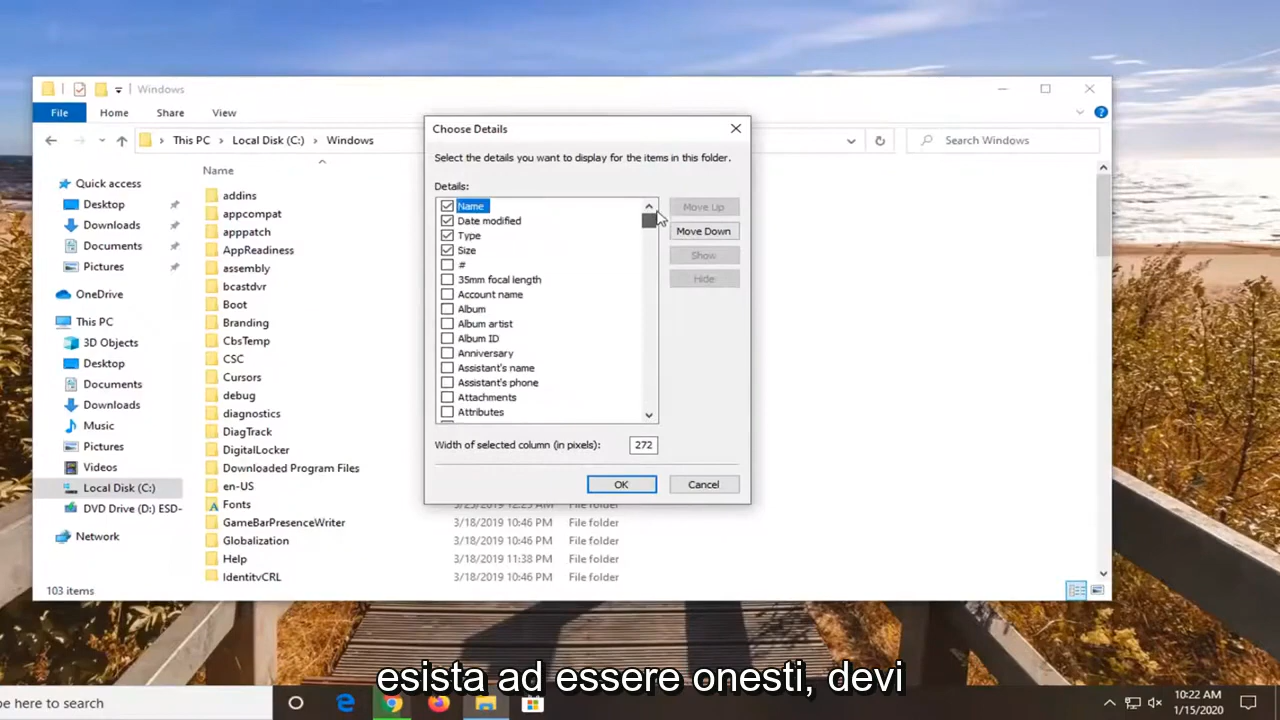 Windows
File Home Share View
This PC Local Disk (C:) Windows
Search Windows
Quick access
Desktop
Downloads
Documents
Pictures
OneDrive
This PC
3D Objects
Desktop
Documents
Downloads
Music
Pictures
Videos
Local Disk (C:)
DVD Drive (D:) ESD-
Network
Name
addins
appcompat
apppatch
AppReadiness
assembly
bcastdvr
Boot
Branding
CbsTemp
CSC
Cursors
debug
diagnostics
DiagTrack
DigitalLocker
Downloaded Program Files
en-US
Fonts
GameBarPresenceWriter 3/18/2019 10:46 PM File folder
Globalization 3/18/2019 10:46 PM File folder
Help 3/18/2019 11:38 PM File folder
IdentityCRL 3/18/2019 10:46 PM File folder
103 items
Choose Details
Select the details you want to display for the items in this folder.
Details:
Name
Date modified
Type
Size
#
35mm focal length
Account name
Album
Album artist
Album ID
Anniversary
Assistant's name
Assistant's phone
Attachments
Attributes
Move Up
Move Down
Show
Hide
Width of selected column (in pixels): 272
OK Cancel
esista ad essere onesti, devi
pe here to search
10:22 AM
1/15/2020